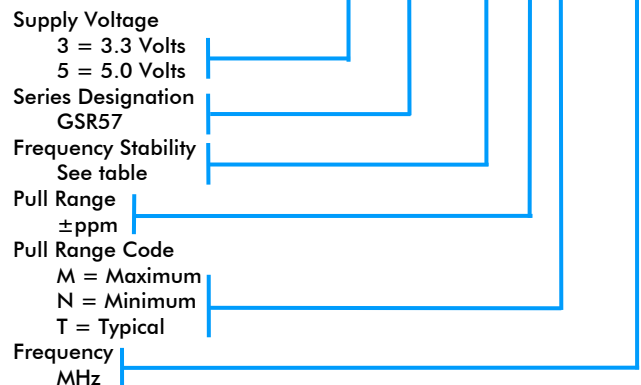 Supply Voltage
3 = 3.3 Volts
5 = 5.0 Volts
Series Designation
GSR57
Frequency Stability
See table
Pull Range
±ppm
Pull Range Code
M = Maximum
N = Minimum
T = Typical
Frequency
MHz